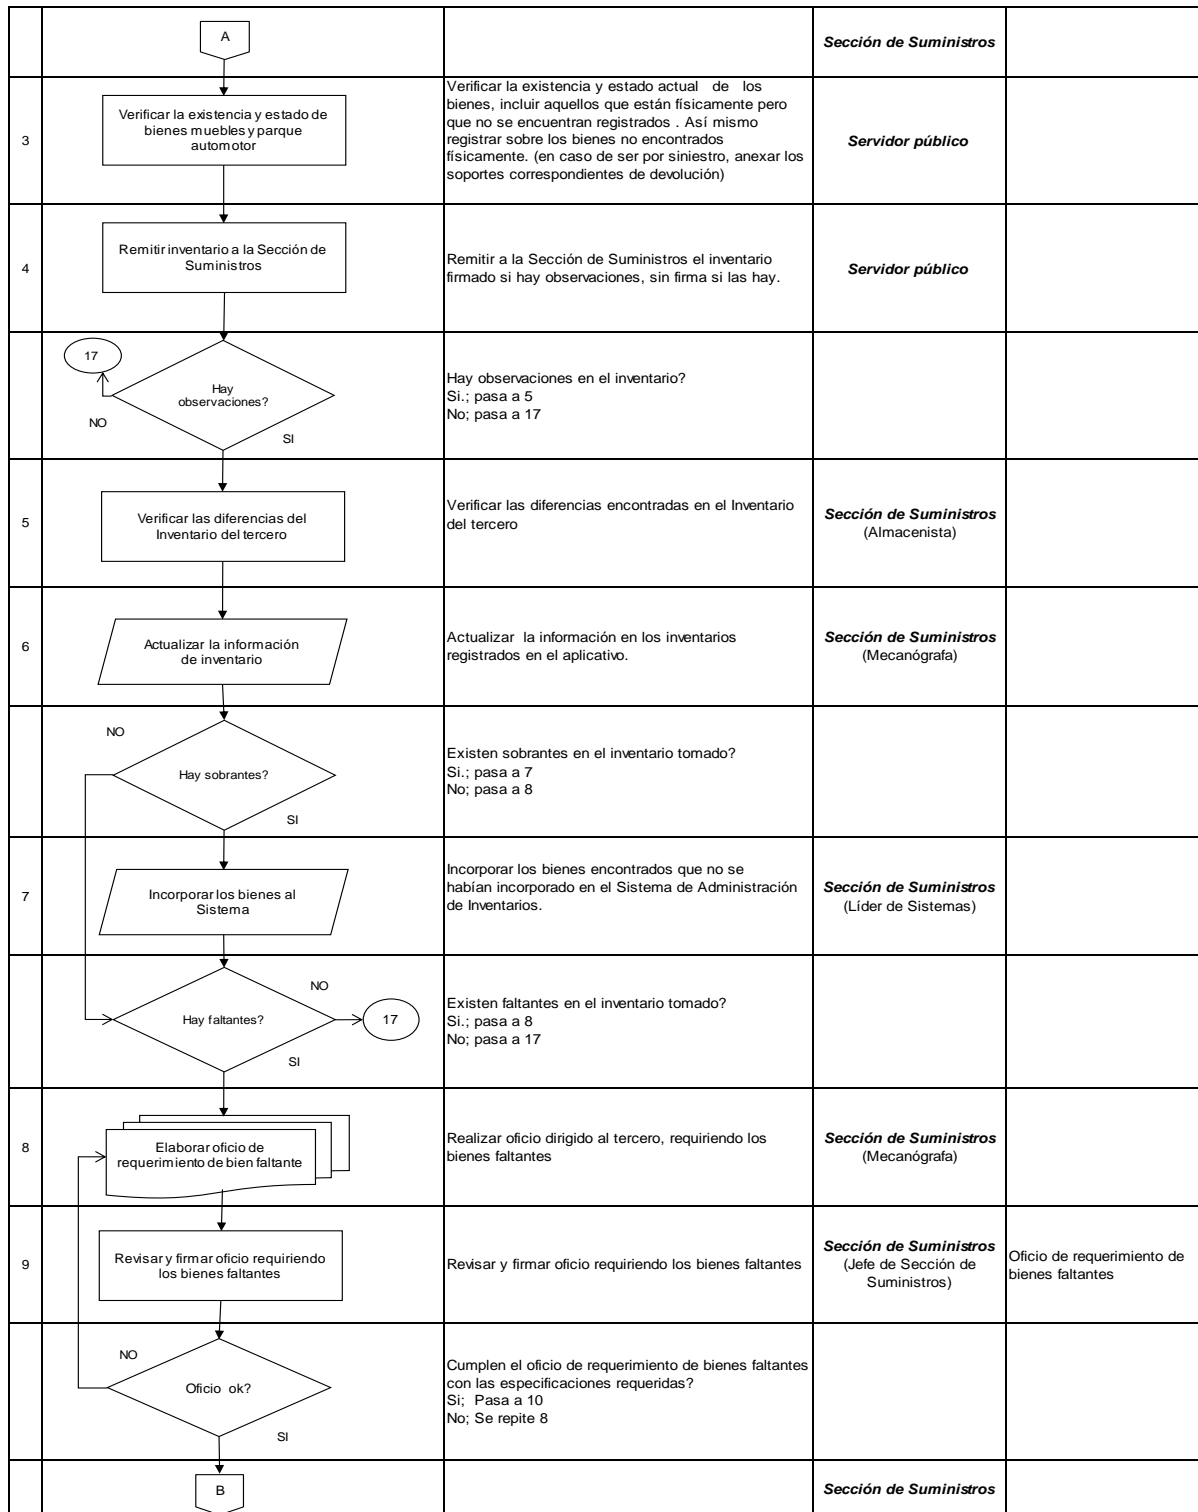 A
Sección de Suministros
3
Verificar la existencia y estado de
bienes muebles y parque
automotor
Verificar la existencia y estado actual de los
bienes, incluir aquellos que están físicamente pero
que no se encuentran registrados . Así mismo
registrar sobre los bienes no encontrados
físicamente. (en caso de ser por siniestro, anexar los
soportes correspondientes de devolución)
Servidor público
4
Remitir inventario a la Sección de
Suministros
Remitir a la Sección de Suministros el inventario
firmado si hay observaciones, sin firma si las hay.
Servidor público
17
Hay
observaciones?
NO
SI
Hay observaciones en el inventario?
Si.; pasa a 5
No; pasa a 17
5
Verificar las diferencias del
Inventario del tercero
Verificar las diferencias encontradas en el Inventario
del tercero
Sección de Suministros
(Almacenista)
6
Actualizar la información
de inventario
Actualizar la información en los inventarios
registrados en el aplicativo.
Sección de Suministros
(Mecanógrafa)
NO
Hay sobrantes?
SI
Existen sobrantes en el inventario tomado?
Si.; pasa a 7
No; pasa a 8
7
Incorporar los bienes al
Sistema
Incorporar los bienes encontrados que no se
habían incorporado en el Sistema de Administración
de Inventarios.
Sección de Suministros
(Líder de Sistemas)
NO
Hay faltantes?
17
SI
Existen faltantes en el inventario tomado?
Si.; pasa a 8
No; pasa a 17
8
Elaborar oficio de
requerimiento de bien faltante
Realizar oficio dirigido al tercero, requiriendo los
bienes faltantes
Sección de Suministros
(Mecanógrafa)
9
Revisar y firmar oficio requiriendo
los bienes faltantes
Revisar y firmar oficio requiriendo los bienes faltantes
Sección de Suministros
(Jefe de Sección de
Suministros)
Oficio de requerimiento de
bienes faltantes
NO
Oficio ok?
SI
Cumplen el oficio de requerimiento de bienes faltantes
con las especificaciones requeridas?
Si; Pasa a 10
No; Se repite 8
B
Sección de Suministros